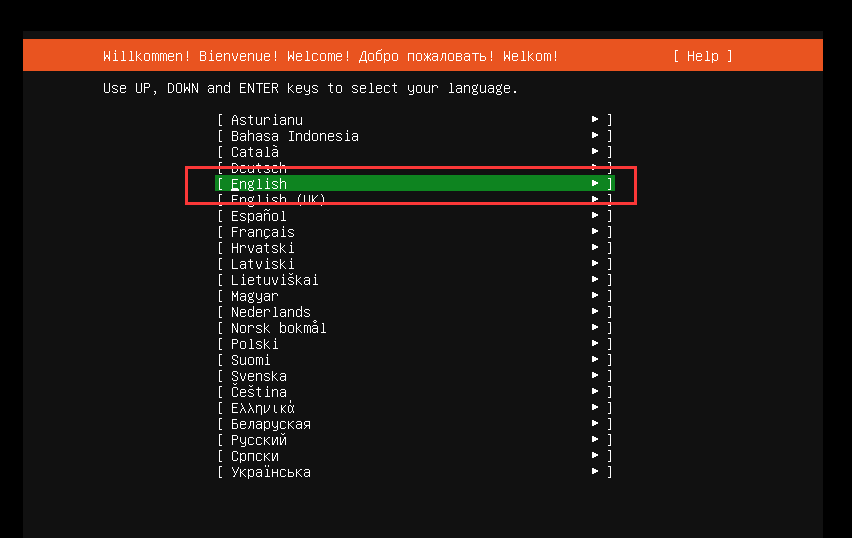 Willkommen! Bienvenue! Welcome! Добро пожаловать! Welkom! [ Help ]
Use UP, DOWN and ENTER keys to select your language.
[ Asturianu ▸ ]
[ Bahasa Indonesia ▸ ]
[ Català ▸ ]
[ Deutsch ▸ ]
[ English ▸ ]
[ English (UK) ▸ ]
[ Español ▸ ]
[ Français ▸ ]
[ Hrvatski ▸ ]
[ Latviski ▸ ]
[ Lietuviškai ▸ ]
[ Magyar ▸ ]
[ Nederlands ▸ ]
[ Norsk bokmål ▸ ]
[ Polski ▸ ]
[ Suomi ▸ ]
[ Svenska ▸ ]
[ Čeština ▸ ]
[ Ελληνικά ▸ ]
[ Беларуская ▸ ]
[ Русский ▸ ]
[ Српски ▸ ]
[ Українська ▸ ]